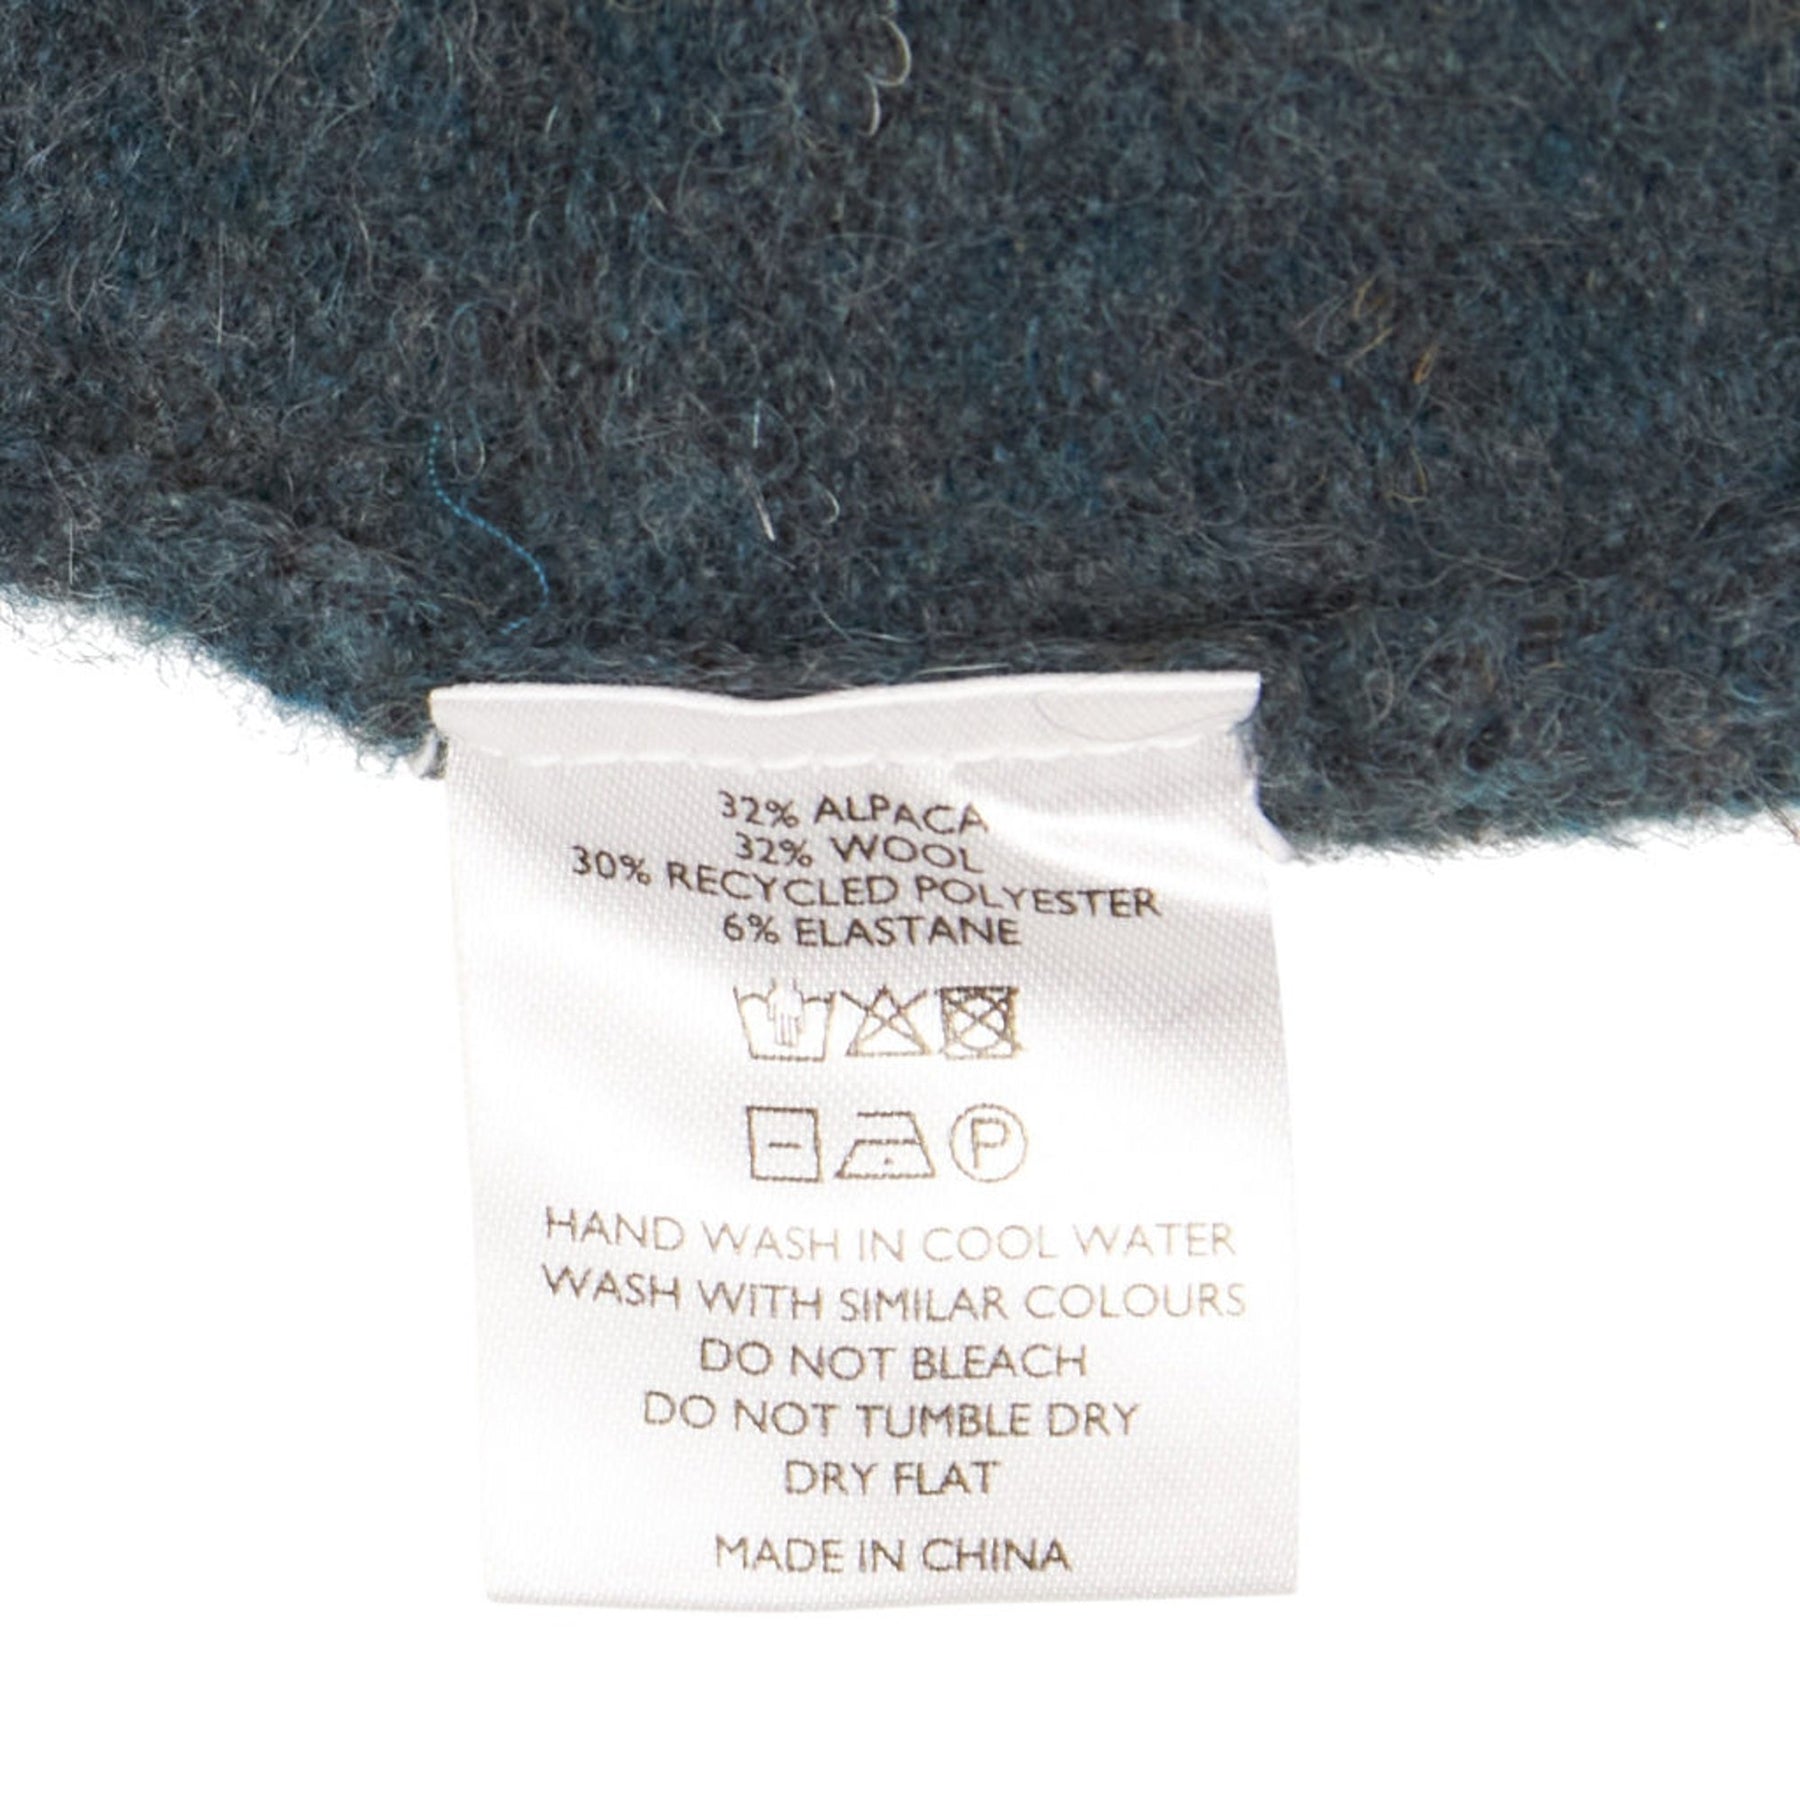 32% ALPACA
32% WOOL
30% RECYCLED POLYESTER
6% ELASTANE
P
HAND WASH IN COOL WATER
WASH WITH SIMILAR COLOURS
DO NOT BLEACH
DO NOT TUMBLE DRY
DRY FLAT
MADE IN CHINA